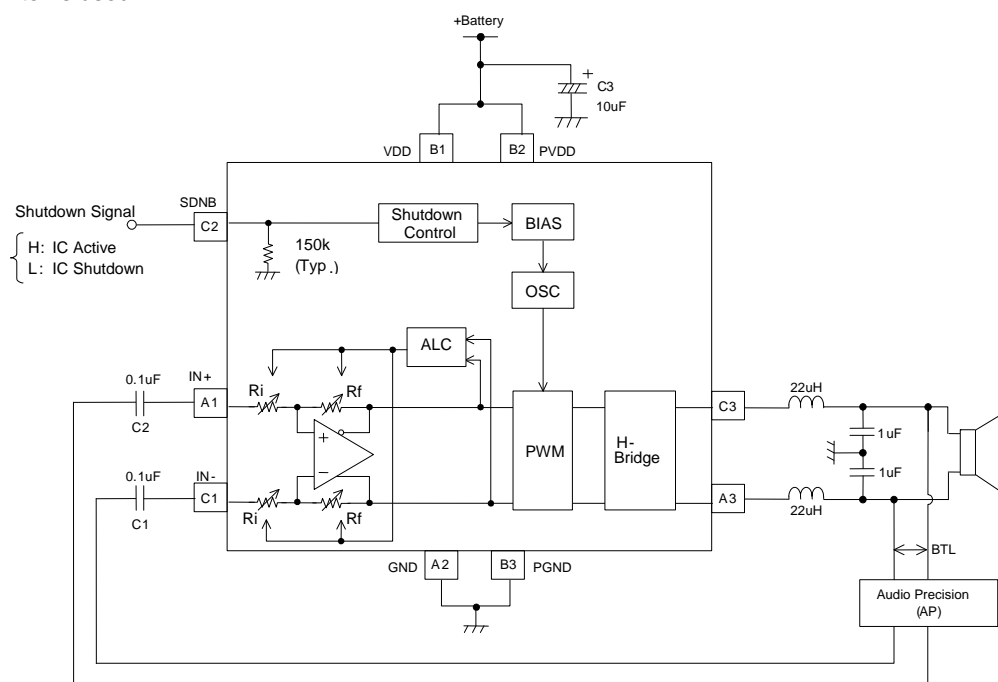 +Battery
+
C3
10uF
VDD
B1
B2
PVDD
SDNB
Shutdown Signal
C2
H: IC Active
L: IC Shutdown
150k
(Typ.)
Shutdown
Control
BIAS
OSC
ALC
0.1uF
IN+
Ri
Rf
A1
C2
+
−
PWM
H-
Bridge
C3
22uH
1uF
1uF
0.1uF
IN-
C1
C1
Ri
Rf
A3
22uH
GND
A2
B3
PGND
BTL
Audio Precision
(AP)